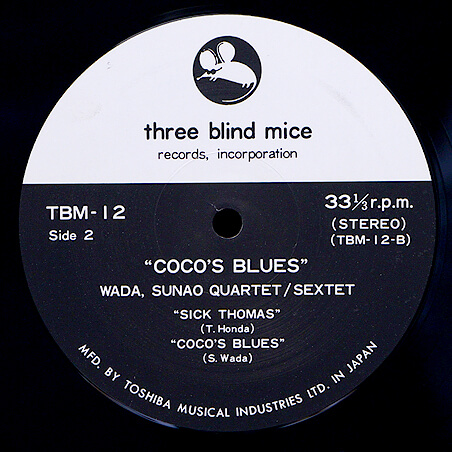 three blind mice
records, incorporation
TBM-12
33⅓ r.p.m.
Side 2
(STEREO)
(TBM-12-B)
“COCO'S BLUES”
WADA, SUNAO QUARTET/SEXTET
“SICK THOMAS”
(T. Honda)
“COCO'S BLUES”
(S. Wada)
MFD. BY TOSHIBA MUSICAL INDUSTRIES LTD. IN JAPAN